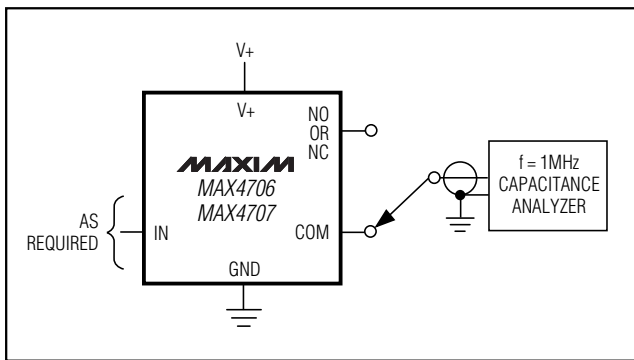 V+
V+
NO
OR
NC
MAXIM
MAX4706
MAX4707
AS
REQUIRED
IN
COM
GND
f = 1MHz
CAPACITANCE
ANALYZER